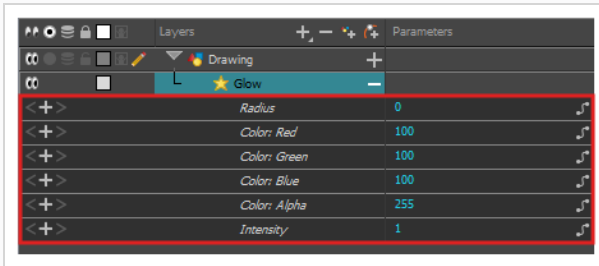 Layers Parameters
Drawing
Glow
Radius 0
Color: Red 100
Color: Green 100
Color: Blue 100
Color: Alpha 255
Intensity 1